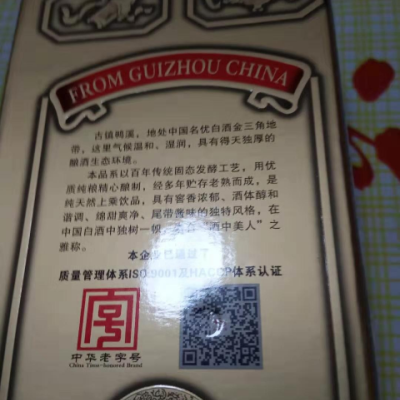 FROM GUIZHOU CHINA
古镇鸭溪，地处中国名优白酒金三角地
带。这里气候温和、湿润，具有得天独厚的
酿酒生态环境。
本品系以百年传统固态发酵工艺，用优
质纯粮精心酿制，经多年贮存老熟而成，是
纯天然上乘饮品，具有窖香浓郁、酒体醇和
谐调、绵甜爽净、尾带酱味的独特风格，在
中国白酒中独树一帜，
酒中美人”之
雅称。
本企业已通过了
质量管理体系ISO 9001及HACCP体系认证
中华老字号
China Time-honored Brand